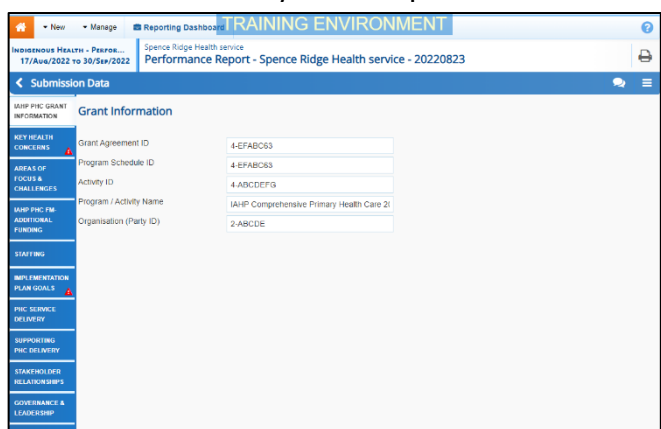 New Manage Reporting Dashboard TRAINING ENVIRONMENT
Indigenous Health - Perfor...
17/Aug/2022 to 30/Sep/2022
Spence Ridge Health service
Performance Report - Spence Ridge Health service - 20220823
Submission Data
IAHP PHC GRANT
INFORMATION
Grant Information
KEY HEALTH
CONCERNS
Grant Agreement ID 4-EFABC63
Program Schedule ID 4-EFABC63
AREAS OF
FOCUS &
CHALLENGES
Activity ID 4-ABCDEFG
Program / Activity Name IAHP Comprehensive Primary Health Care 20
IAHP PHC FM-
ADDITIONAL
FUNDING
Organisation (Party ID) 2-ABCDE
STAFFING
IMPLEMENTATION
PLAN GOALS
PHC SERVICE
DELIVERY
SUPPORTING
PHC DELIVERY
STAKEHOLDER
RELATIONSHIPS
GOVERNANCE &
LEADERSHIP